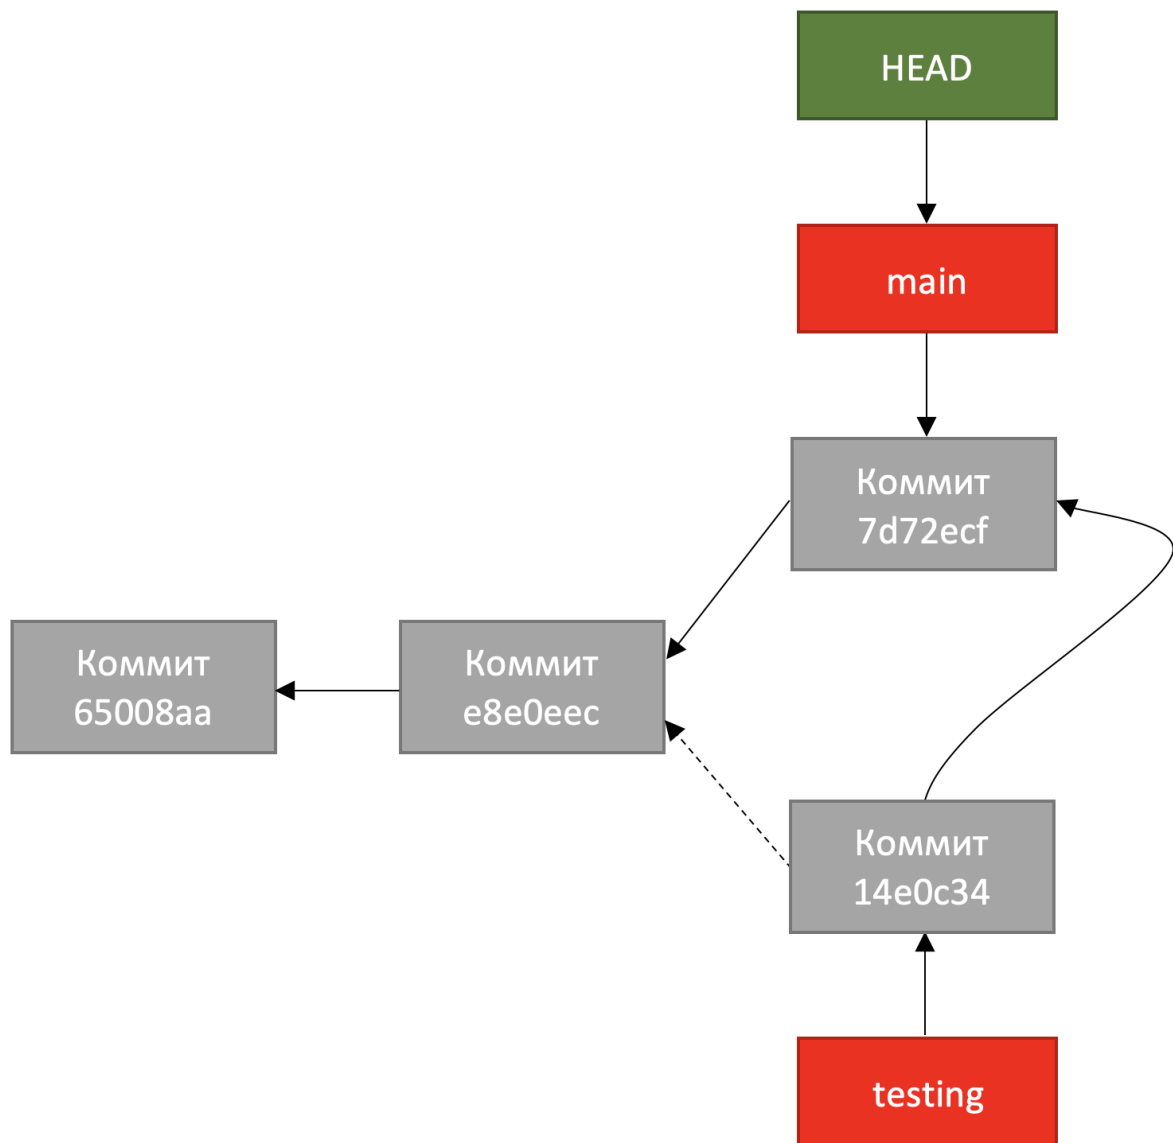 HEAD
main
Коммит
7d72ecf
Коммит
65008aa
Коммит
e8e0eec
Коммит
14e0c34
testing